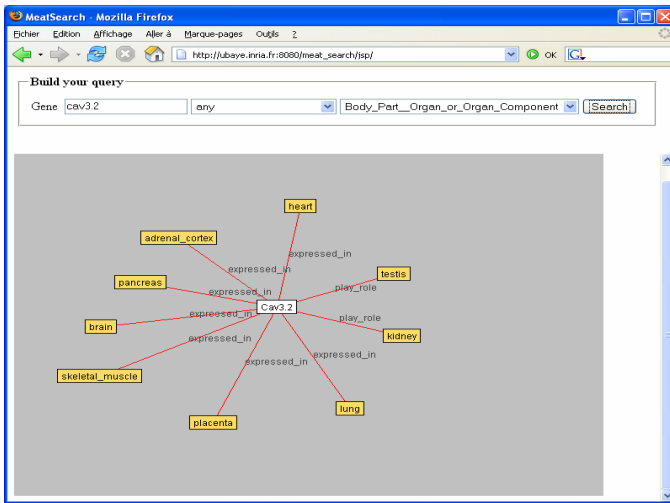 MeatSearch - Mozilla Firefox
Fichier Edition Affichage Aller à Marque-pages Outils ?
http://ubaye.inria.fr:8080/meat_search/jsp/ OK G
Build your query
Gene cav3.2 any Body_Part__Organ_or_Organ_Component Search
heart
adrenal_cortex
expressed_in
expressed_in
testis
pancreas
expressed_in
play_role
Cav3.2
expressed_in
play_role
brain
kidney
expressed_in
expressed_in
expressed_in
skeletal_muscle
lung
placenta